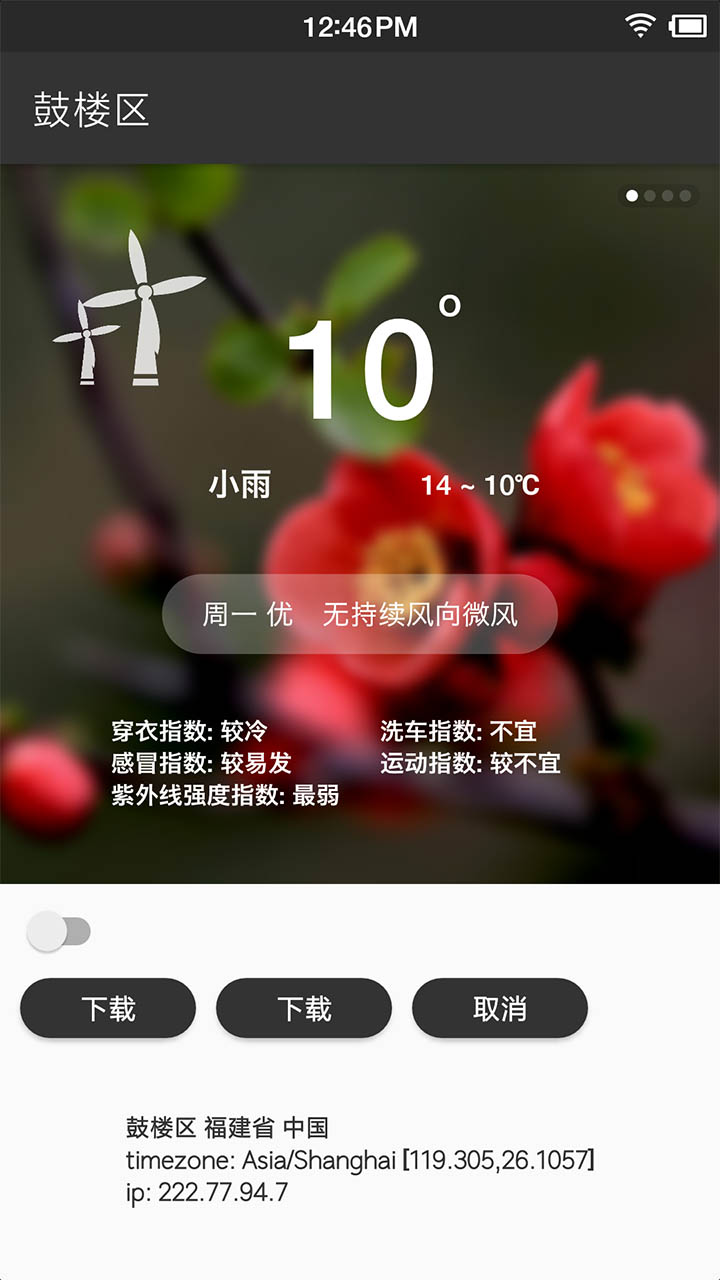 12:46PM
鼓楼区
10°
小雨 14 ~ 10℃
周一 优 无持续风向微风
穿衣指数: 较冷 洗车指数: 不宜
感冒指数: 较易发 运动指数: 较不宜
紫外线强度指数: 最弱
下载 下载 取消
鼓楼区 福建省 中国
timezone: Asia/Shanghai [119.305,26.1057]
ip: 222.77.94.7